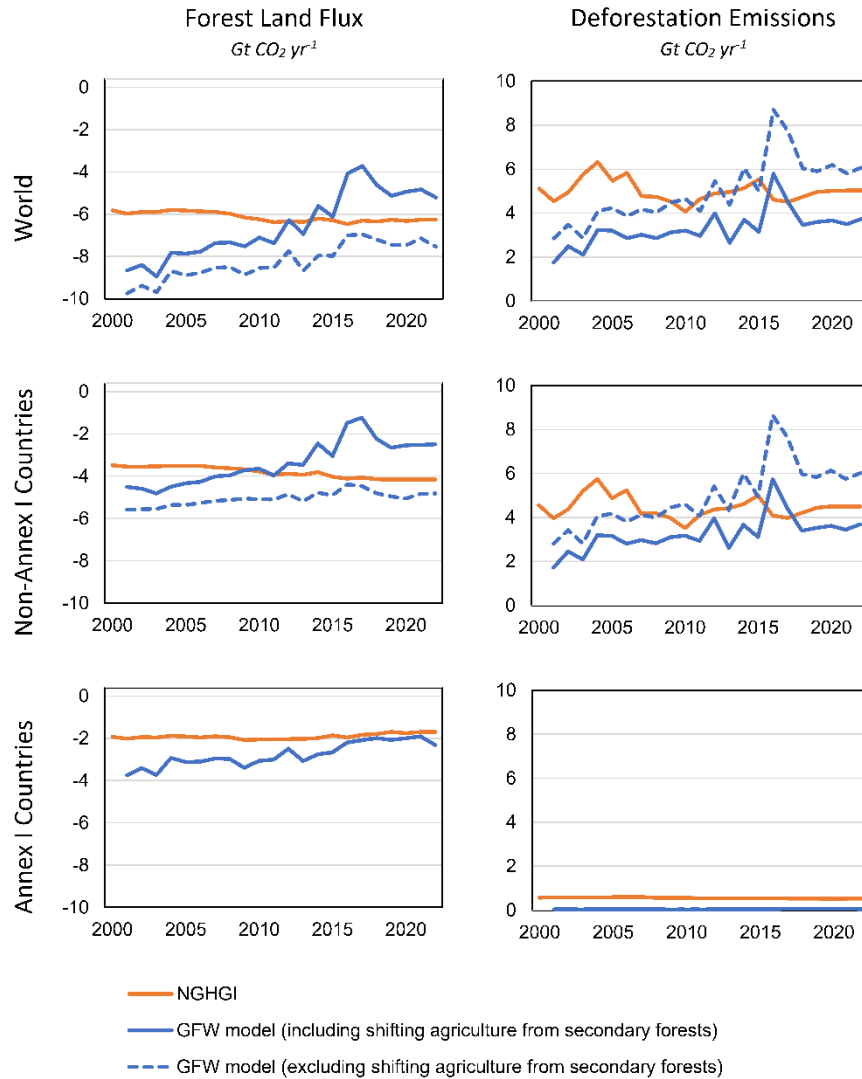 Forest Land Flux
Gt CO₂ yr⁻¹
Deforestation Emissions
Gt CO₂ yr⁻¹
World
0
-2
-4
-6
-8
-10
2000 2005 2010 2015 2020
10
8
6
4
2
0
2000 2005 2010 2015 2020
Non-Annex I Countries
0
-2
-4
-6
-8
-10
2000 2005 2010 2015 2020
10
8
6
4
2
0
2000 2005 2010 2015 2020
Annex I Countries
0
-2
-4
-6
-8
-10
2000 2005 2010 2015 2020
10
8
6
4
2
0
2000 2005 2010 2015 2020
NGHGI
GFW model (including shifting agriculture from secondary forests)
GFW model (excluding shifting agriculture from secondary forests)